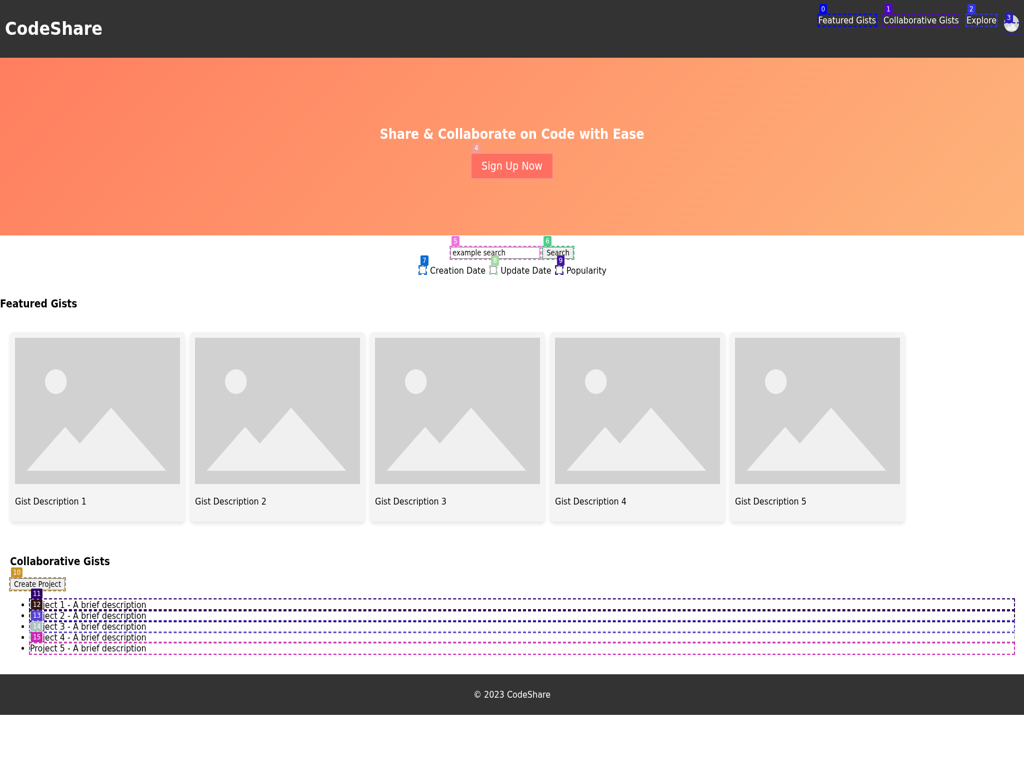 CodeShare
0 1 2 3
Featured Gists Collaborative Gists Explore
Share & Collaborate on Code with Ease
4
Sign Up Now
5 6
example search Search
7 8 9
Creation Date Update Date Popularity
Featured Gists
Gist Description 1 Gist Description 2 Gist Description 3 Gist Description 4 Gist Description 5
Collaborative Gists
10
Create Project
11
12 ject 1 - A brief description
13 ject 2 - A brief description
14 ject 3 - A brief description
15 ject 4 - A brief description
Project 5 - A brief description
© 2023 CodeShare